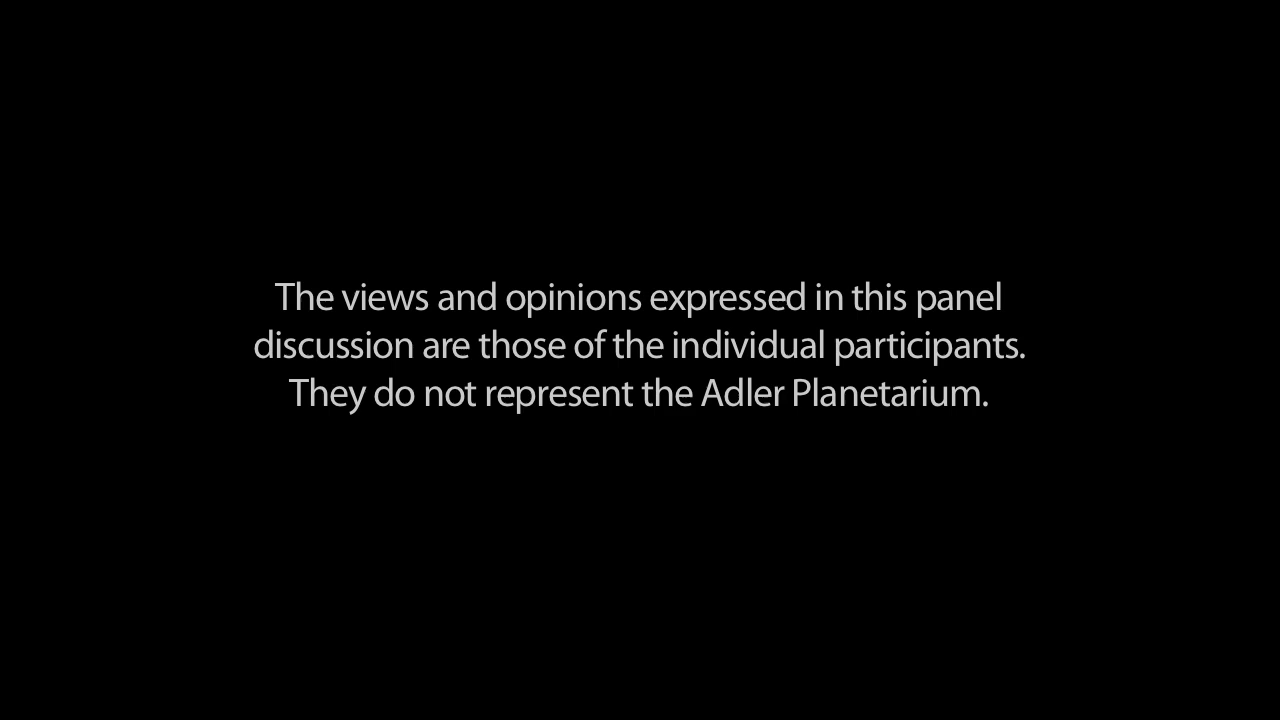 The views and opinions expressed in this panel
discussion are those of the individual participants.
They do not represent the Adler Planetarium.